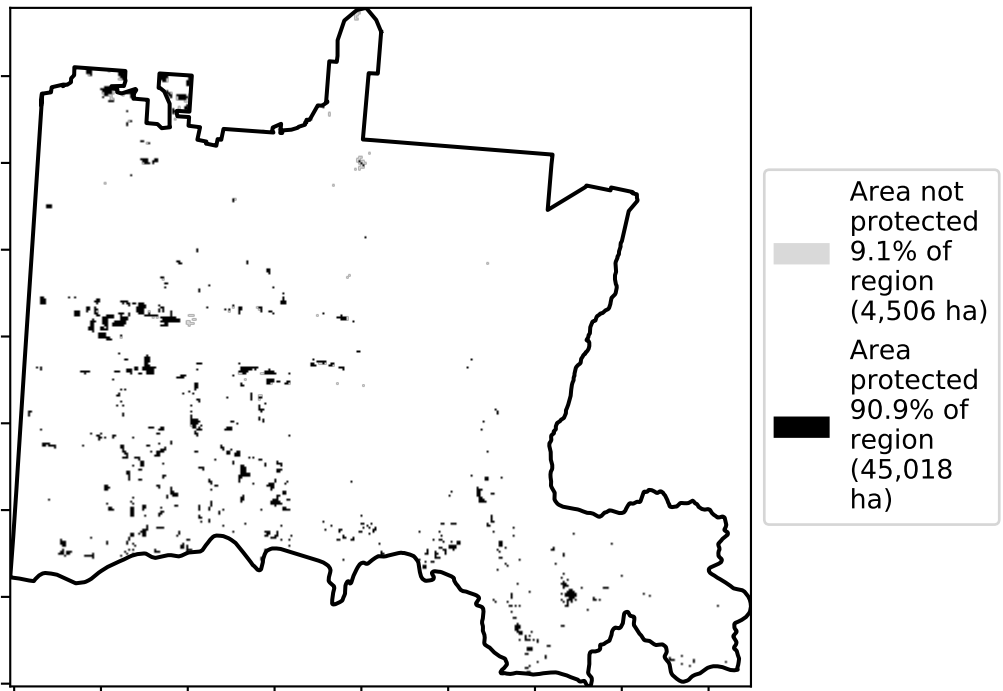 Area not
protected
9.1% of
region
(4,506 ha)
Area
protected
90.9% of
region
(45,018
ha)